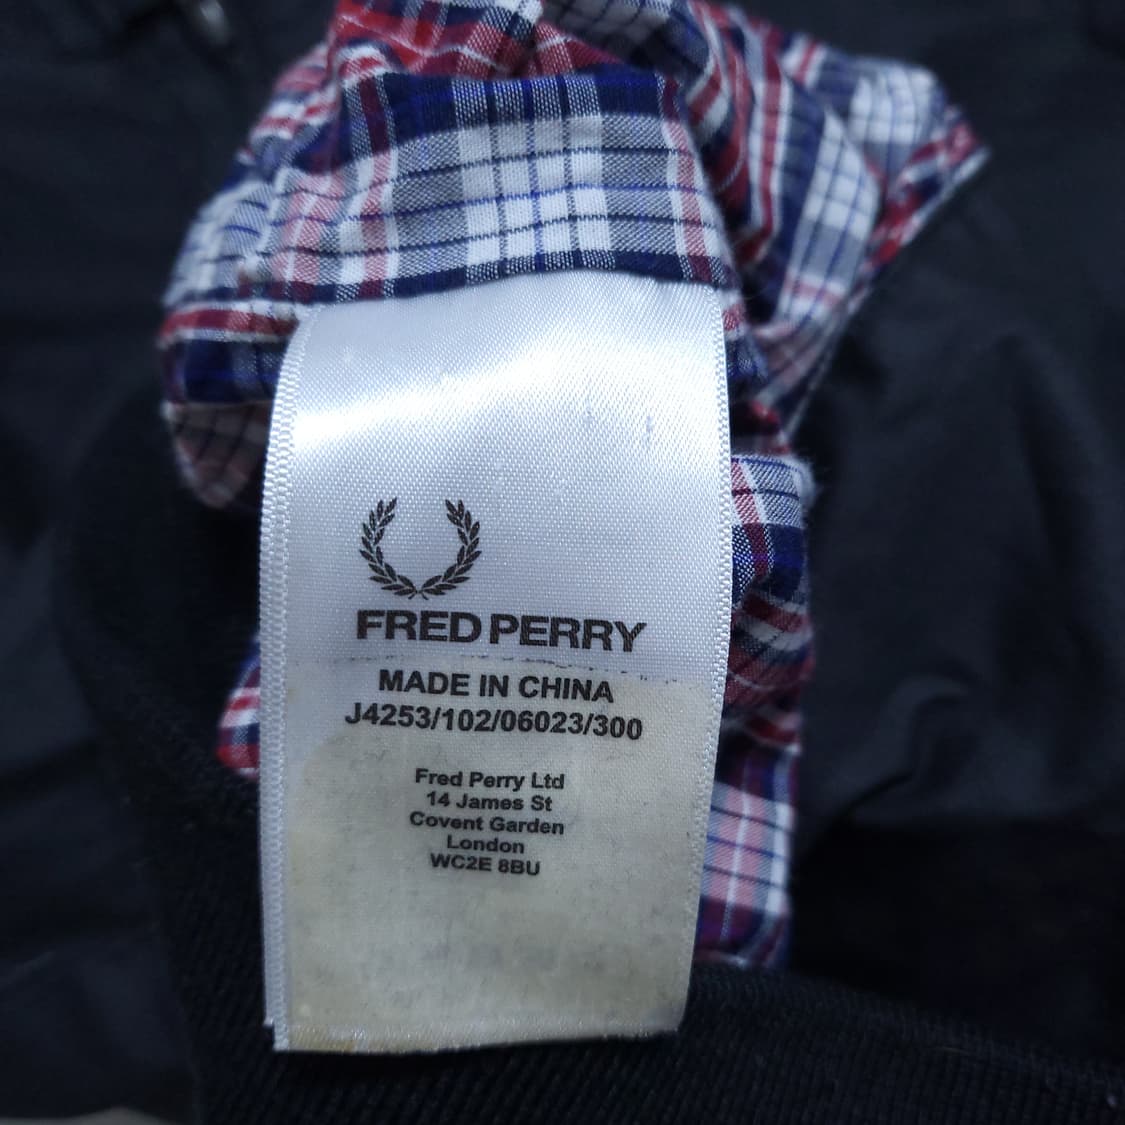 FRED PERRY
MADE IN CHINA
J4253/102/06023/300
Fred Perry Ltd
14 James St
Covent Garden
London
WC2E 8BU